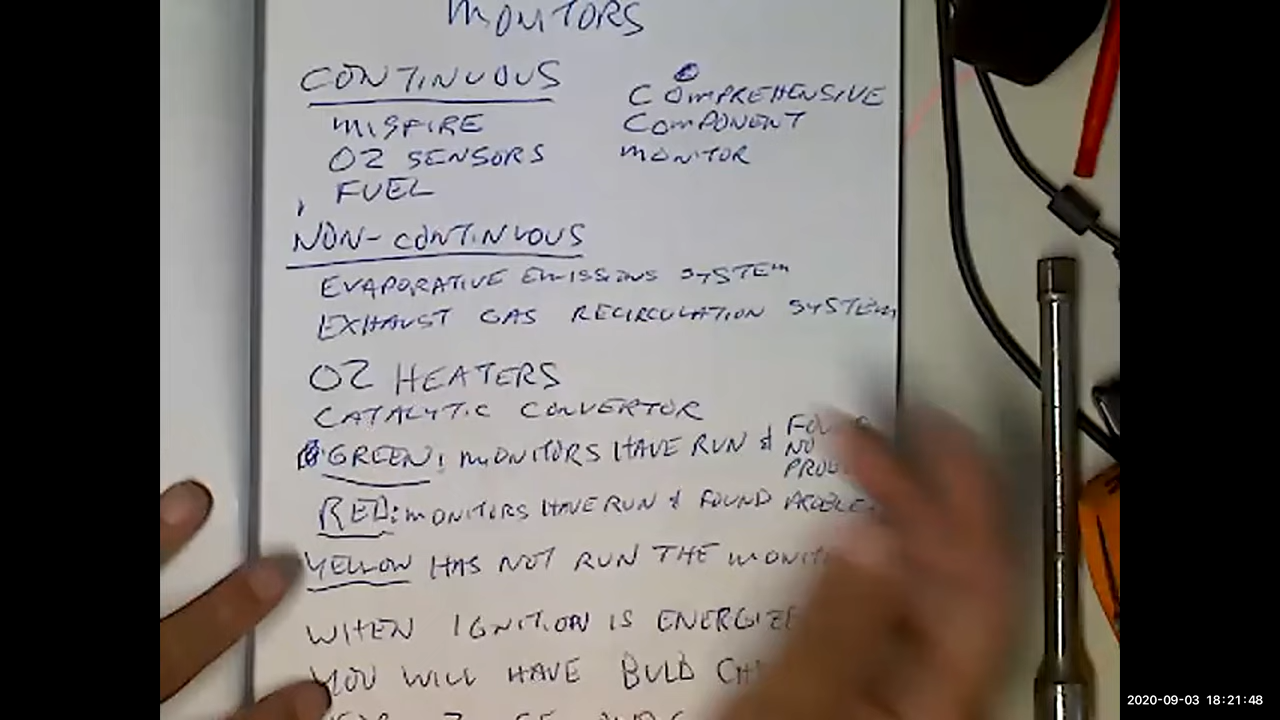 MONITORS
CONTINUOUS
MISFIRE
O2 SENSORS
FUEL
COMPREHENSIVE
COMPONENT
MONITOR
NON-CONTINUOUS
EVAPORATIVE EMISSIONS SYSTEM
EXHAUST GAS RECIRCULATION SYSTEM
O2 HEATERS
CATALYTIC CONVERTOR
GREEN: MONITORS HAVE RUN &
NO
RED: MONITORS HAVE RUN & FOUND
YELLOW HAS NOT RUN THE
WHEN IGNITION IS
YOU WILL HAVE BULB
2020-09-03 18:21:48